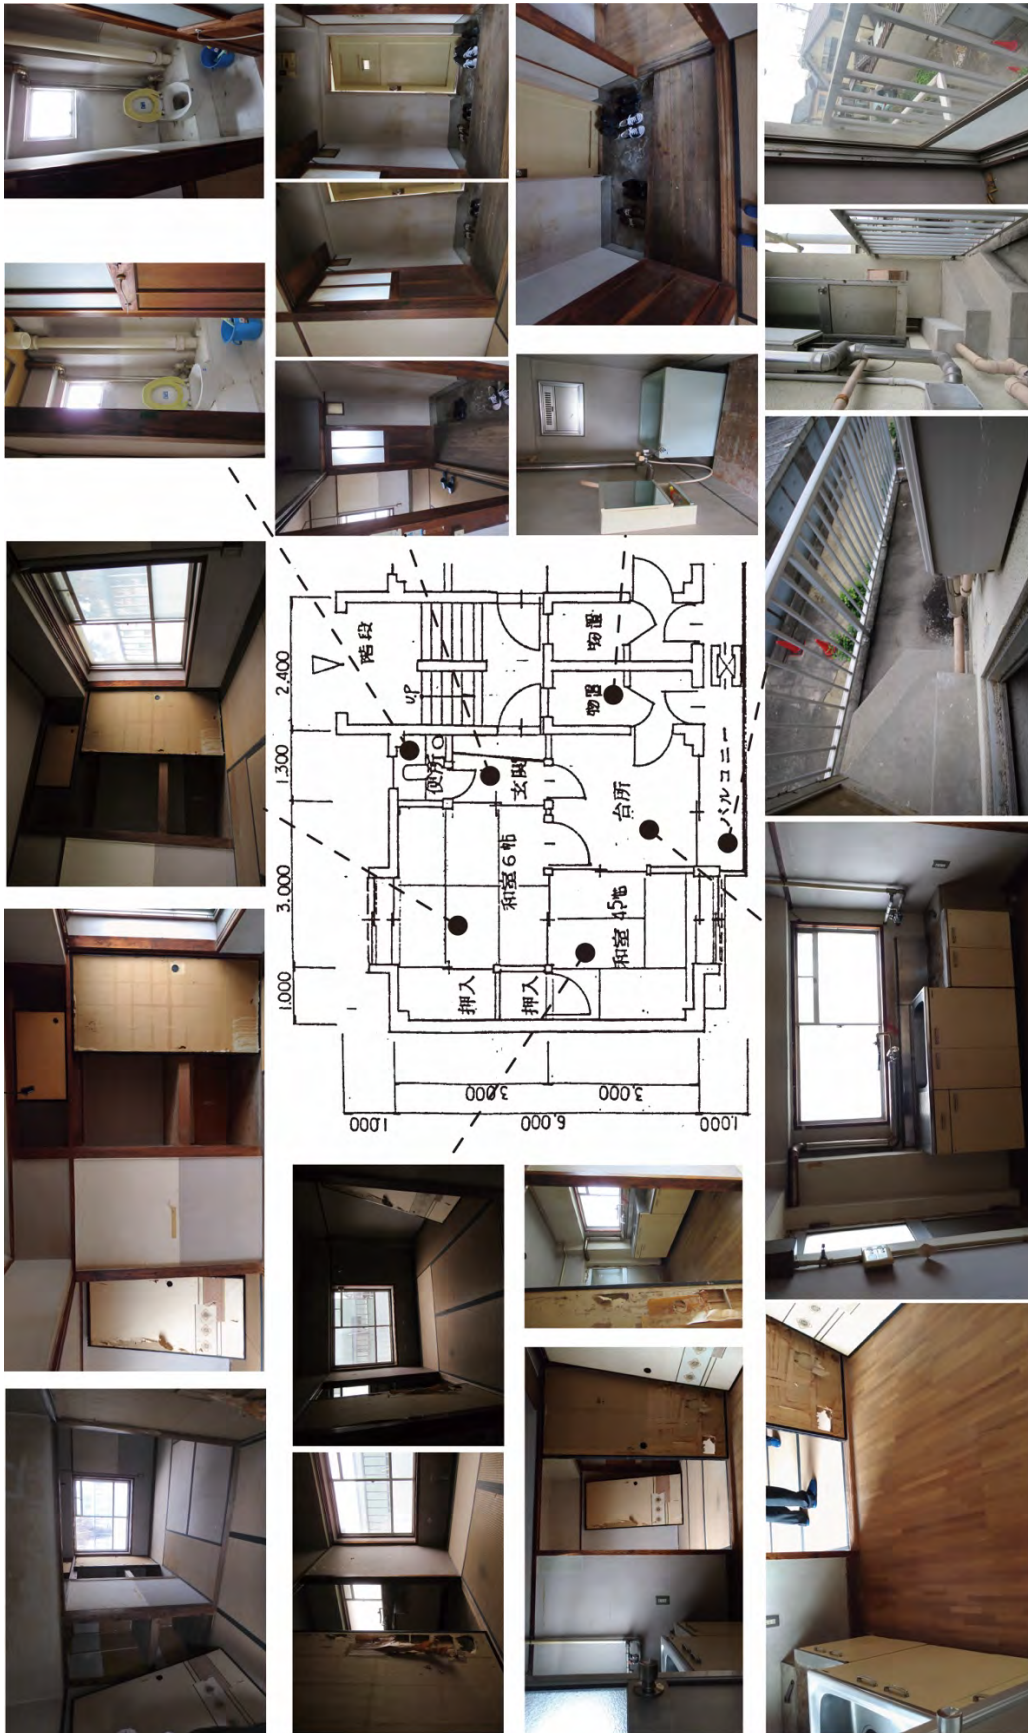 1,000
3,000
1,300
2,400
階段
UP
便所
玄関
物置
物置
押入
和室6帖
押入
和室 4.5帖
台所
バルコニー
1,000
3,000
6,000
3,000
1,000